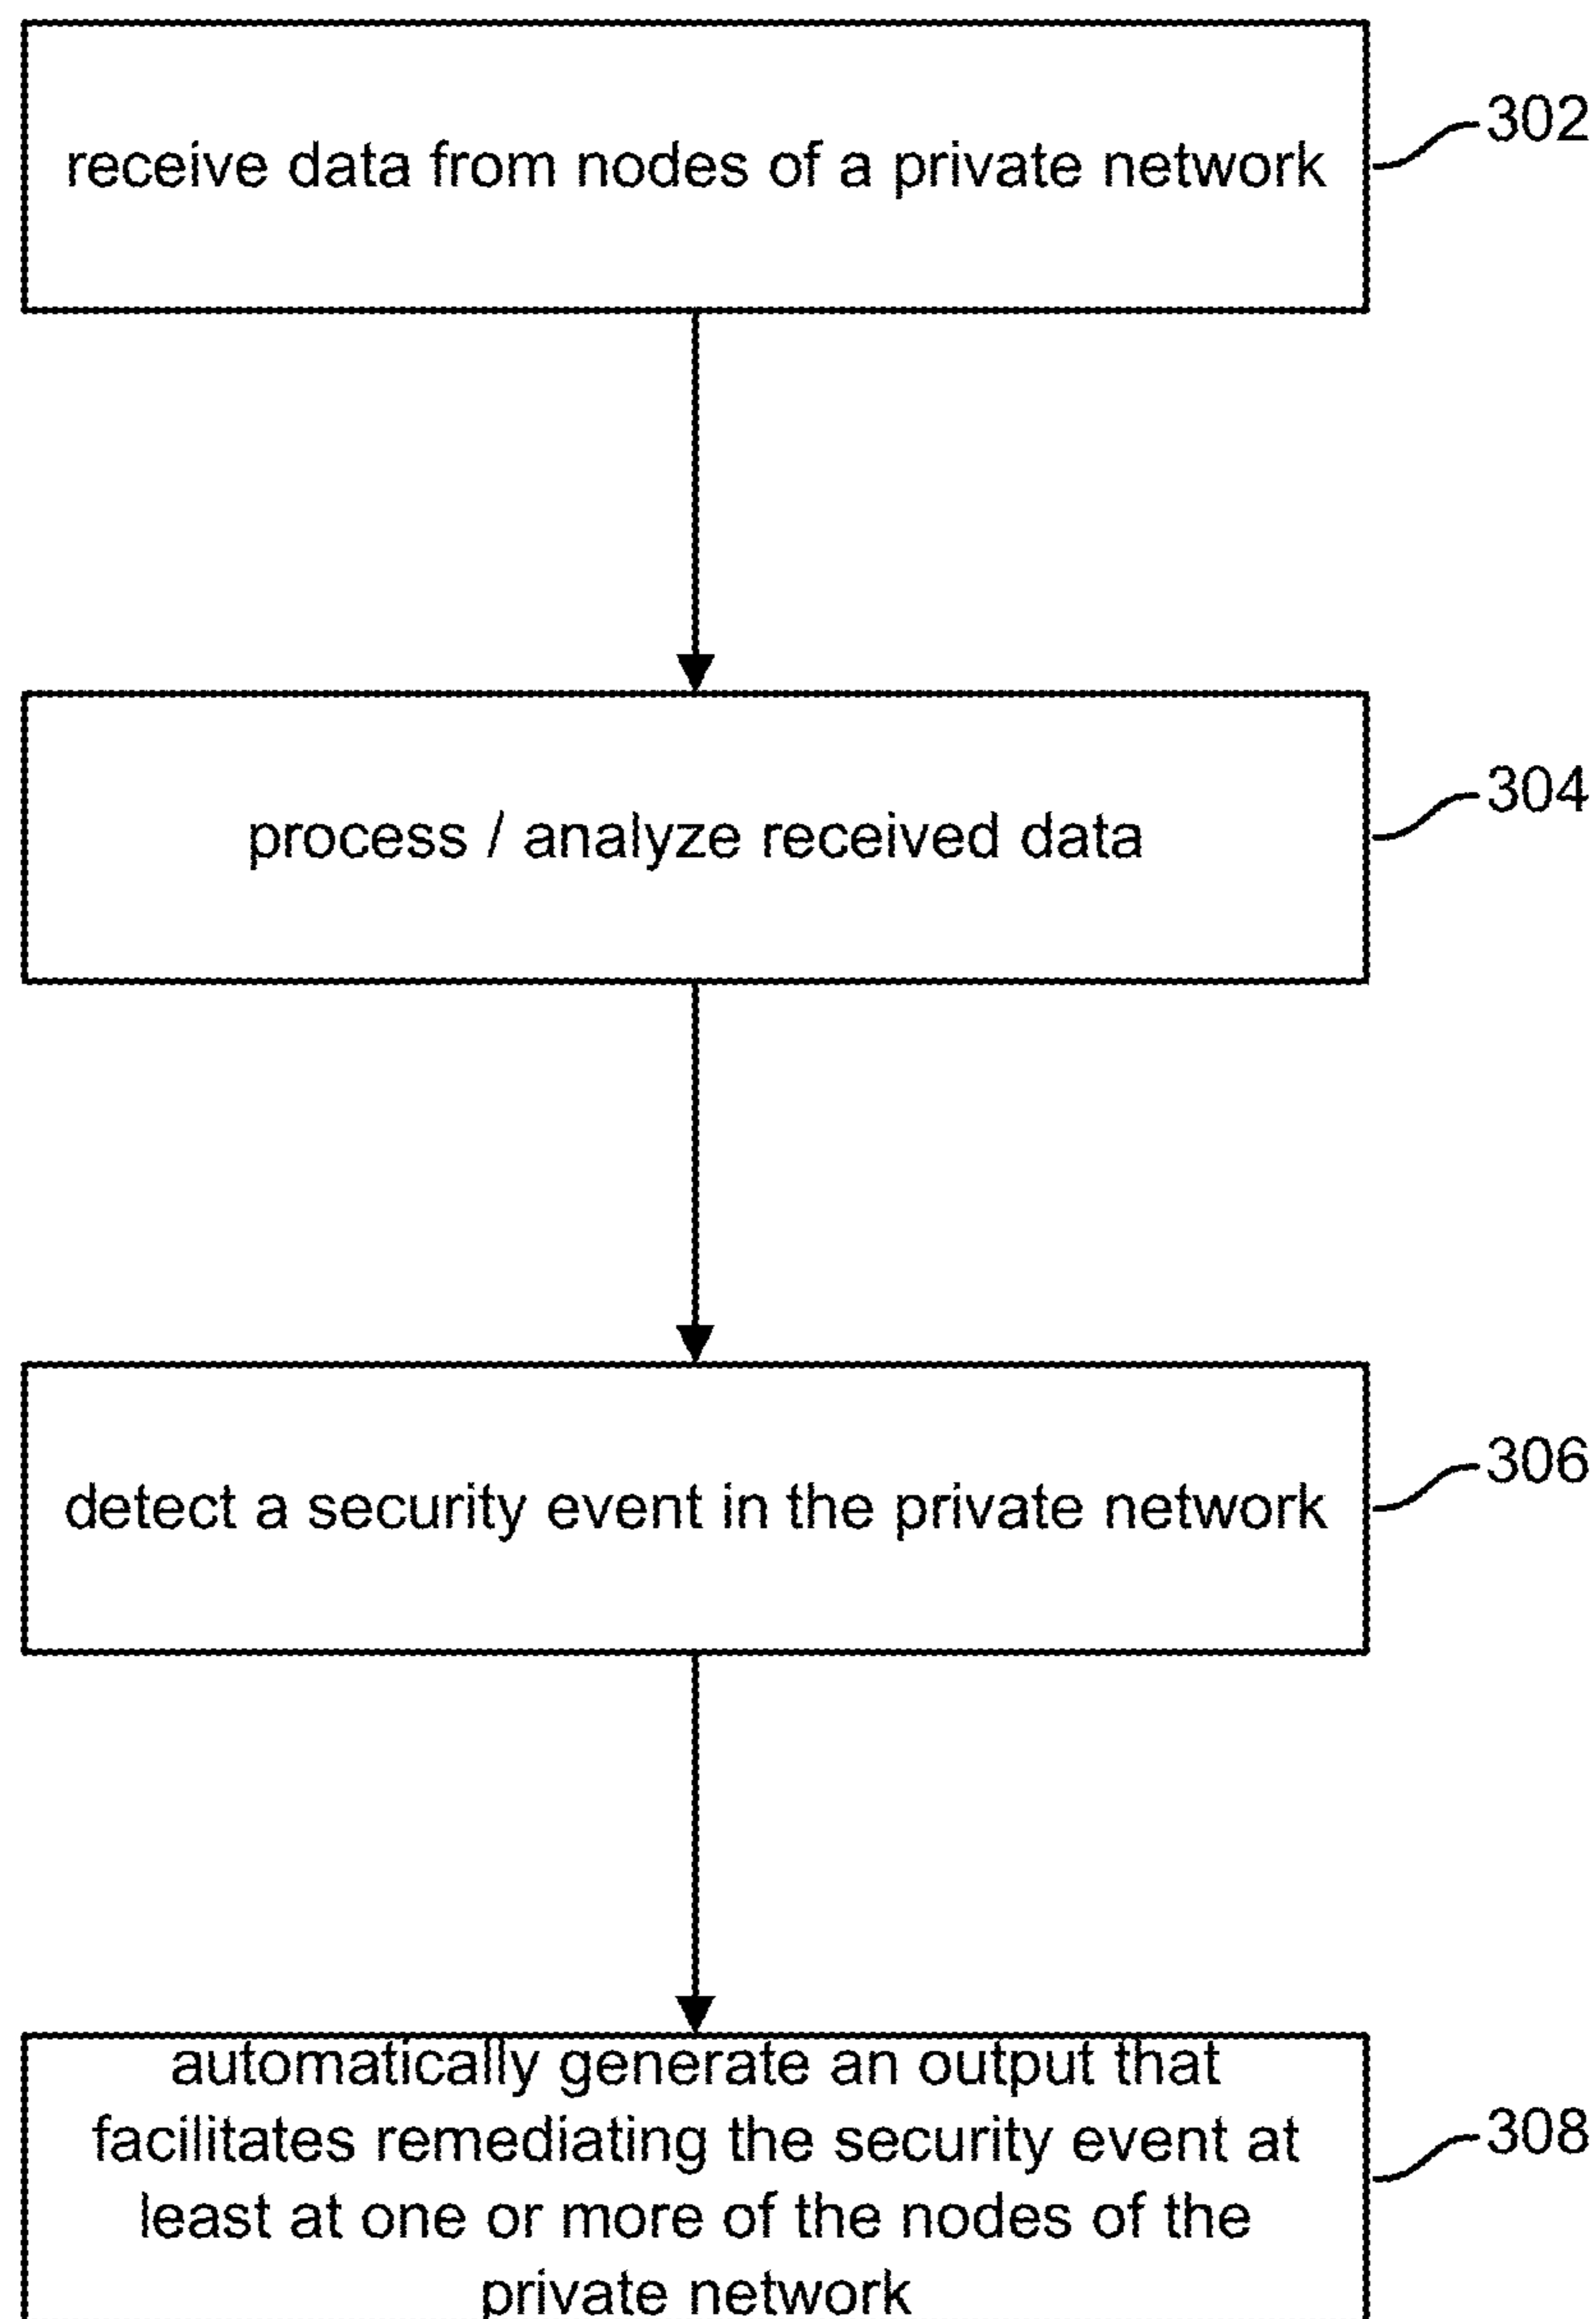 receive data from nodes of a private network
302
process / analyze received data
304
detect a security event in the private network
306
automatically generate an output that
facilitates remediating the security event at
least at one or more of the nodes of the
private network
308